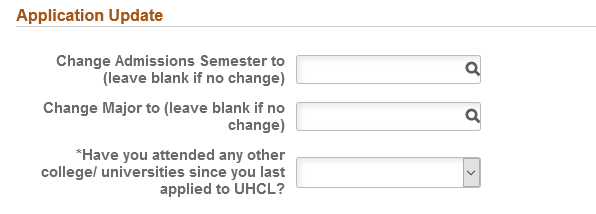 Application Update
Change Admissions Semester to
(leave blank if no change)
Change Major to (leave blank if no
change)
*Have you attended any other
college/ universities since you last
applied to UHCL?